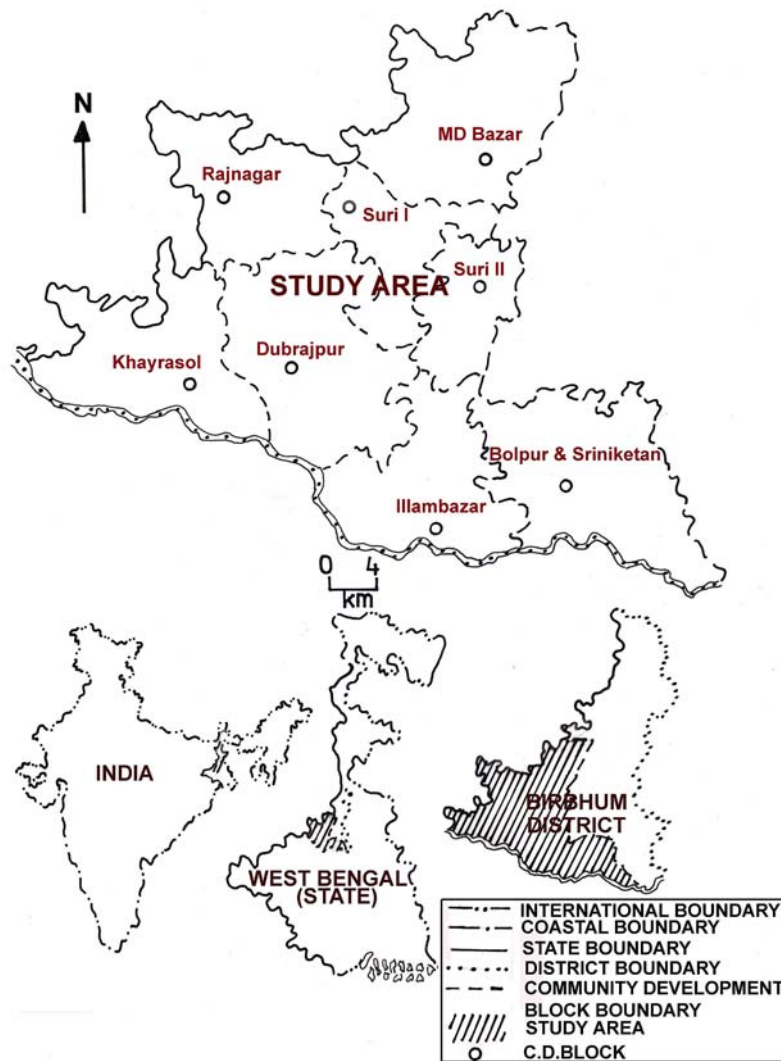 N
MD Bazar
Rajnagar
Suri I
Suri II
STUDY AREA
Dubrajpur
Khayrasol
Bolpur & Sriniketan
Illambazar
0 4
km
INDIA
BIRBHUM
DISTRICT
WEST BENGAL
(STATE)
INTERNATIONAL BOUNDARY
COASTAL BOUNDARY
STATE BOUNDARY
DISTRICT BOUNDARY
COMMUNITY DEVELOPMENT
BLOCK BOUNDARY
STUDY AREA
C.D.BLOCK